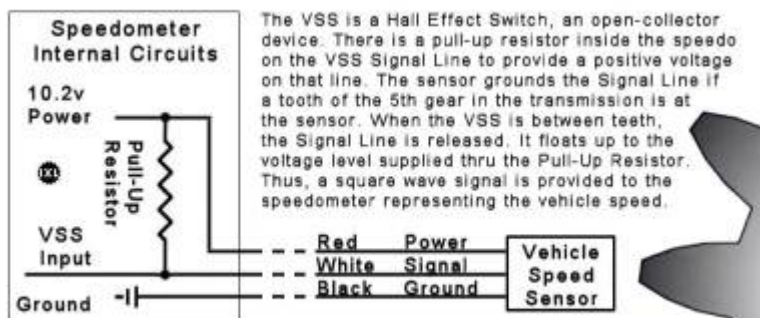 Speedometer
Internal Circuits
10.2v
Power
Pull-Up
Resistor
VSS
Input
Ground
The VSS is a Hall Effect Switch, an open-collector
device. There is a pull-up resistor inside the speedo
on the VSS Signal Line to provide a positive voltage
on that line. The sensor grounds the Signal Line if
a tooth of the 5th gear in the transmission is at
the sensor. When the VSS is between teeth,
the Signal Line is released. It floats up to the
voltage level supplied thru the Pull-Up Resistor.
Thus, a square wave signal is provided to the
speedometer representing the vehicle speed.
Red Power
White Signal
Black Ground
Vehicle
Speed
Sensor